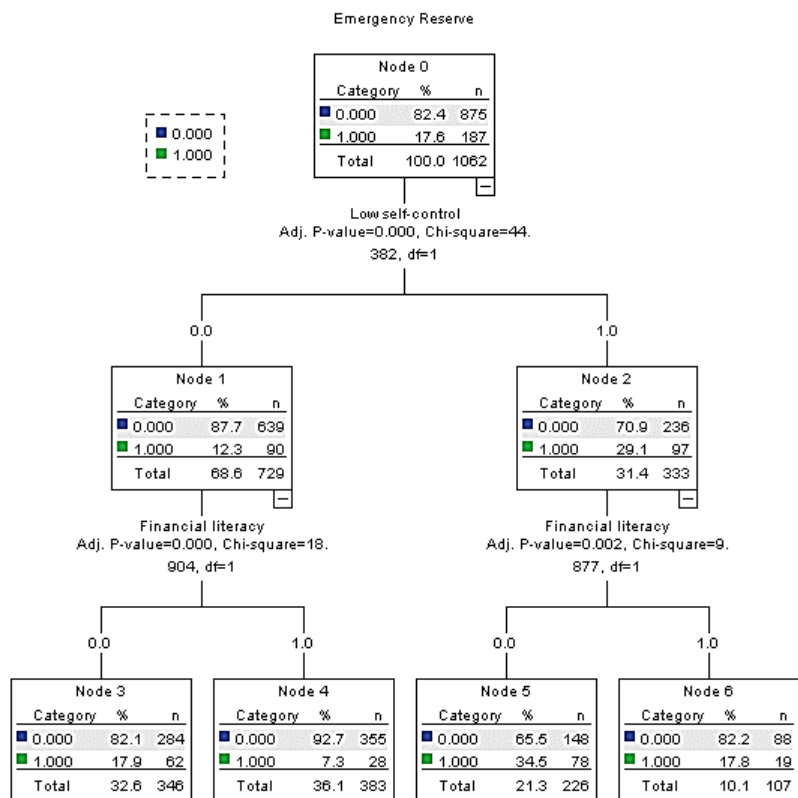 Emergency Reserve
Node 0
Category % n
0.000 82.4 875
1.000 17.6 187
Total 100.0 1062
0.000
1.000
Low self-control
Adj. P-value=0.000, Chi-square=44.
382, df=1
0.0
1.0
Node 1
Category % n
0.000 87.7 639
1.000 12.3 90
Total 68.6 729
Node 2
Category % n
0.000 70.9 236
1.000 29.1 97
Total 31.4 333
Financial literacy
Adj. P-value=0.000, Chi-square=18.
904, df=1
Financial literacy
Adj. P-value=0.002, Chi-square=9.
877, df=1
0.0
1.0
0.0
1.0
Node 3
Category % n
0.000 82.1 284
1.000 17.9 62
Total 32.6 346
Node 4
Category % n
0.000 92.7 355
1.000 7.3 28
Total 36.1 383
Node 5
Category % n
0.000 65.5 148
1.000 34.5 78
Total 21.3 226
Node 6
Category % n
0.000 82.2 88
1.000 17.8 19
Total 10.1 107